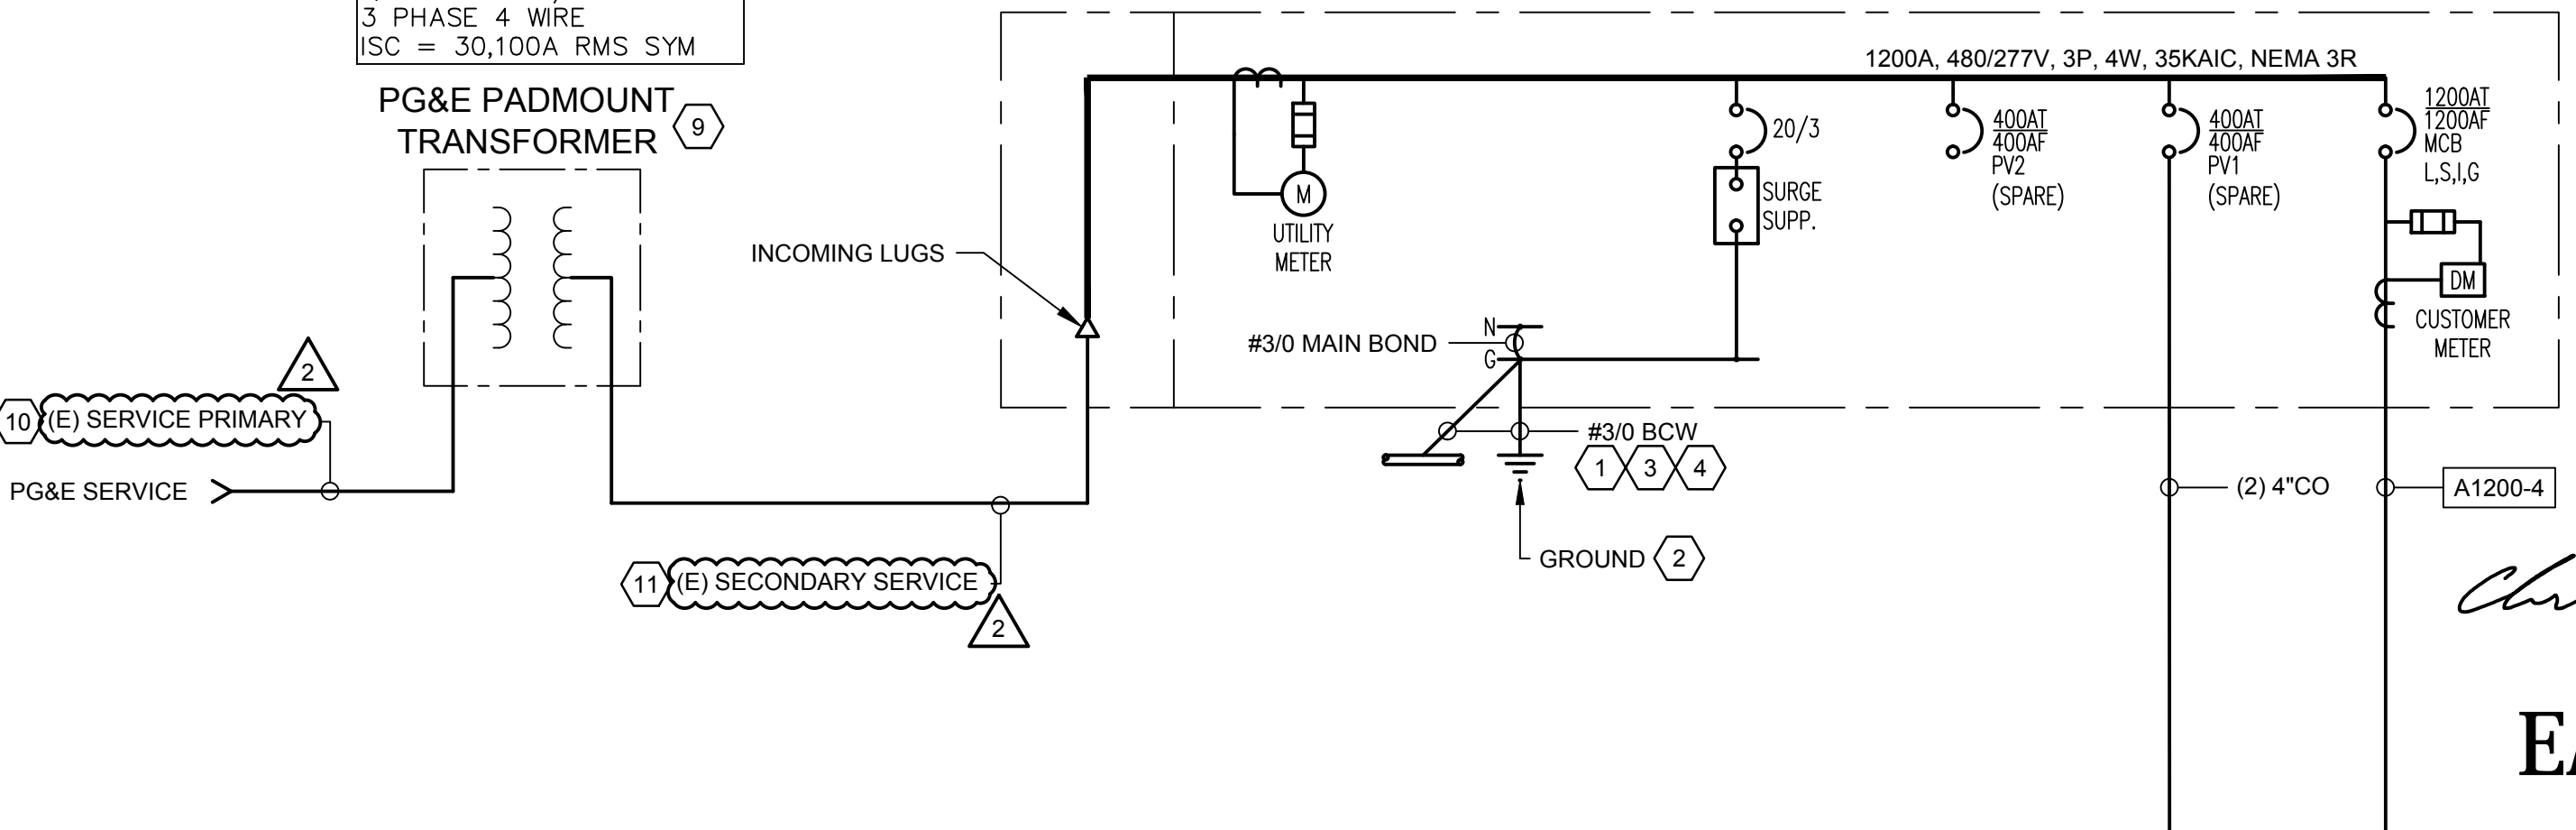 3 PHASE 4 WIRE
ISC = 30,100A RMS SYM
PG&E PADMOUNT
TRANSFORMER
9
1200A, 480/277V, 3P, 4W, 35KAIC, NEMA 3R
M
UTILITY
METER
20/3
SURGE
SUPP.
400AT
400AF
PV2
(SPARE)
400AT
400AF
PV1
(SPARE)
1200AT
1200AF
MCB
L,S,I,G
DM
CUSTOMER
METER
INCOMING LUGS
N
#3/0 MAIN BOND
G
2
10
(E) SERVICE PRIMARY
PG&E SERVICE
#3/0 BCW
1
3
4
(2) 4"CO
A1200-4
GROUND
2
11
(E) SECONDARY SERVICE
2